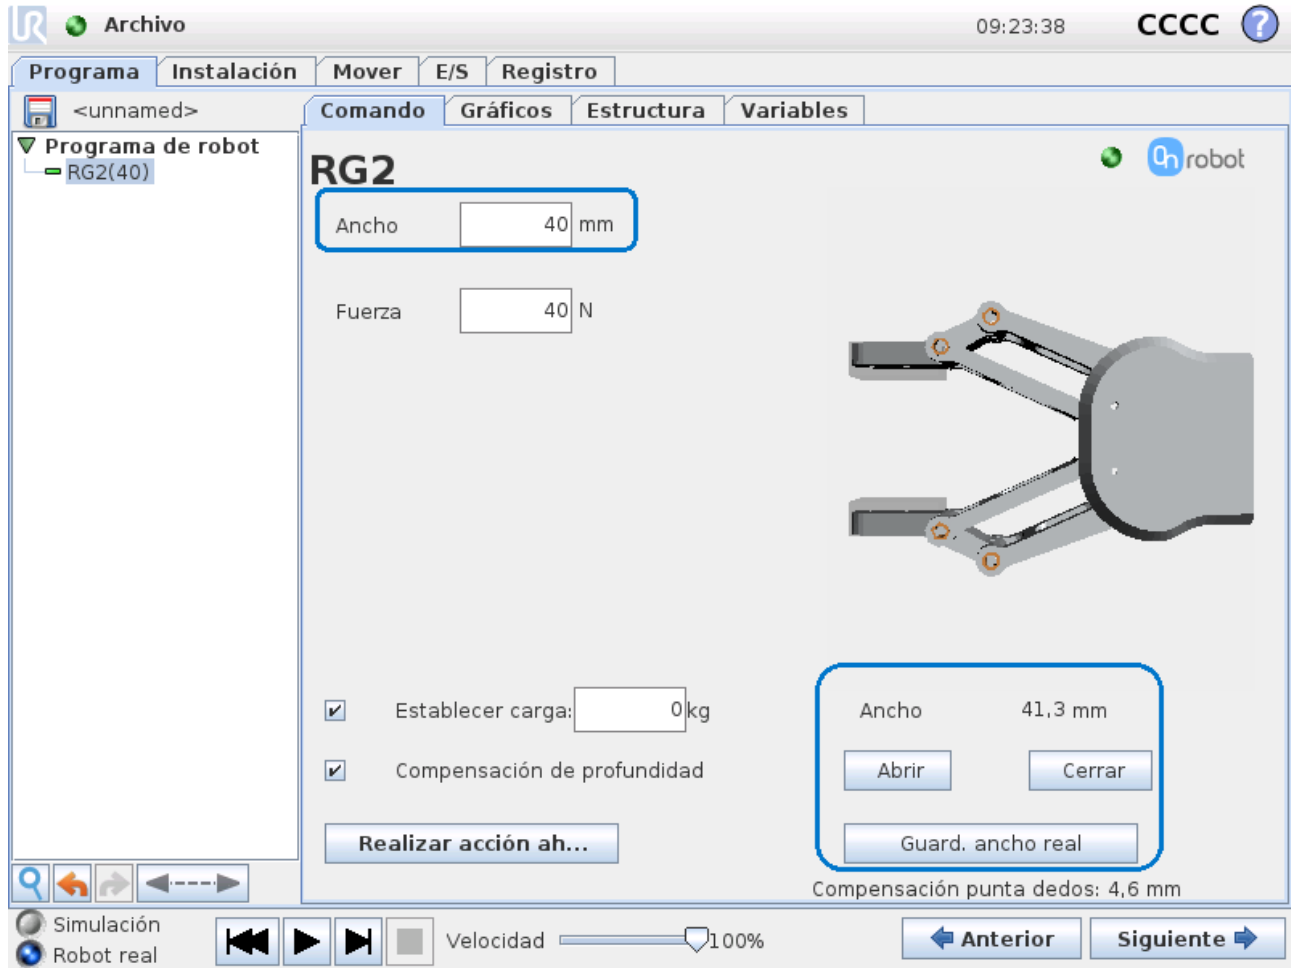 UR Archivo 09:23:38 CCCC ?
Programa Instalación Mover E/S Registro
<unnamed> Comando Gráficos Estructura Variables
Programa de robot
RG2(40)
RG2
On robot
Ancho 40 mm
Fuerza 40 N
Establecer carga: 0 kg
Compensación de profundidad
Realizar acción ah...
Ancho 41,3 mm
Abrir Cerrar
Guard. ancho real
Compensación punta dedos: 4,6 mm
Simulación
Robot real
Velocidad 100%
Anterior Siguiente